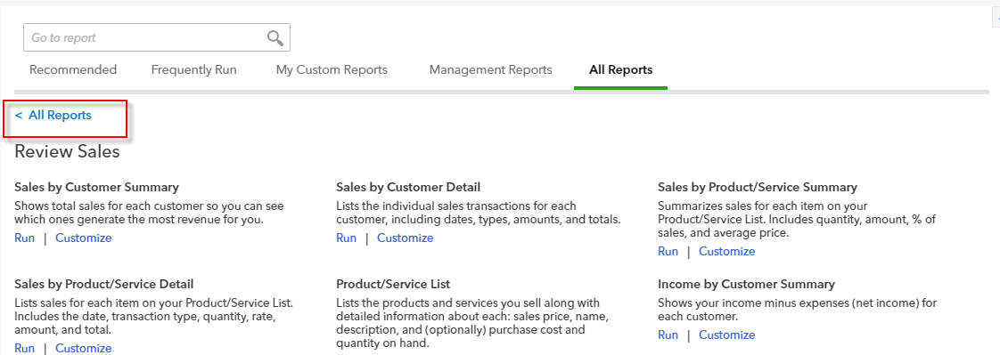 Go to report
Recommended Frequently Run My Custom Reports Management Reports All Reports
< All Reports
Review Sales
Sales by Customer Summary
Shows total sales for each customer so you can see
which ones generate the most revenue for you.
Run | Customize
Sales by Customer Detail
Lists the individual sales transactions for each
customer, including dates, types, amounts, and totals.
Run | Customize
Sales by Product/Service Summary
Summarizes sales for each item on your
Product/Service List. Includes quantity, amount, % of
sales, and average price.
Run | Customize
Sales by Product/Service Detail
Lists sales for each item on your Product/Service List.
Includes the date, transaction type, quantity, rate,
amount, and total.
Run | Customize
Product/Service List
Lists the products and services you sell along with
detailed information about each: sales price, name,
description, and (optionally) purchase cost and
quantity on hand.
Income by Customer Summary
Shows your income minus expenses (net income) for
each customer.
Run | Customize